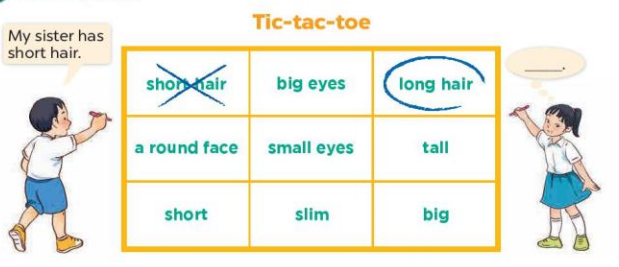 Tic-tac-toe
My sister has
short hair.
short hair
big eyes
long hair
_____.
a round face
small eyes
tall
short
slim
big